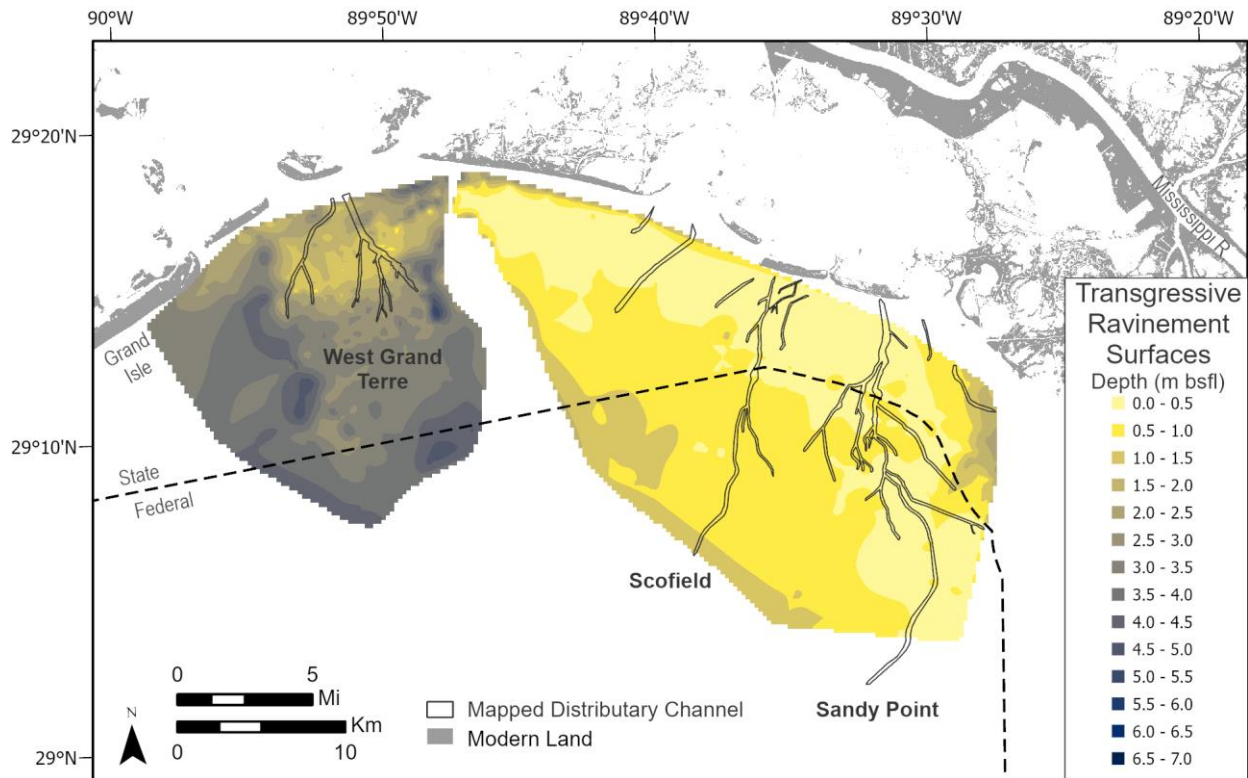 90°W 89°50'W 89°40'W 89°30'W 89°20'W
29°20'N
29°10'N
29°N
Mississippi R.
Grand
Isle
West Grand
Terre
State
Federal
Scofield
Sandy Point
Transgressive
Ravinement
Surfaces
Depth (m bsfl)
0.0 - 0.5
0.5 - 1.0
1.0 - 1.5
1.5 - 2.0
2.0 - 2.5
2.5 - 3.0
3.0 - 3.5
3.5 - 4.0
4.0 - 4.5
4.5 - 5.0
5.0 - 5.5
5.5 - 6.0
6.0 - 6.5
6.5 - 7.0
N
0 5
Mi
Km
0 10
Mapped Distributary Channel
Modern Land